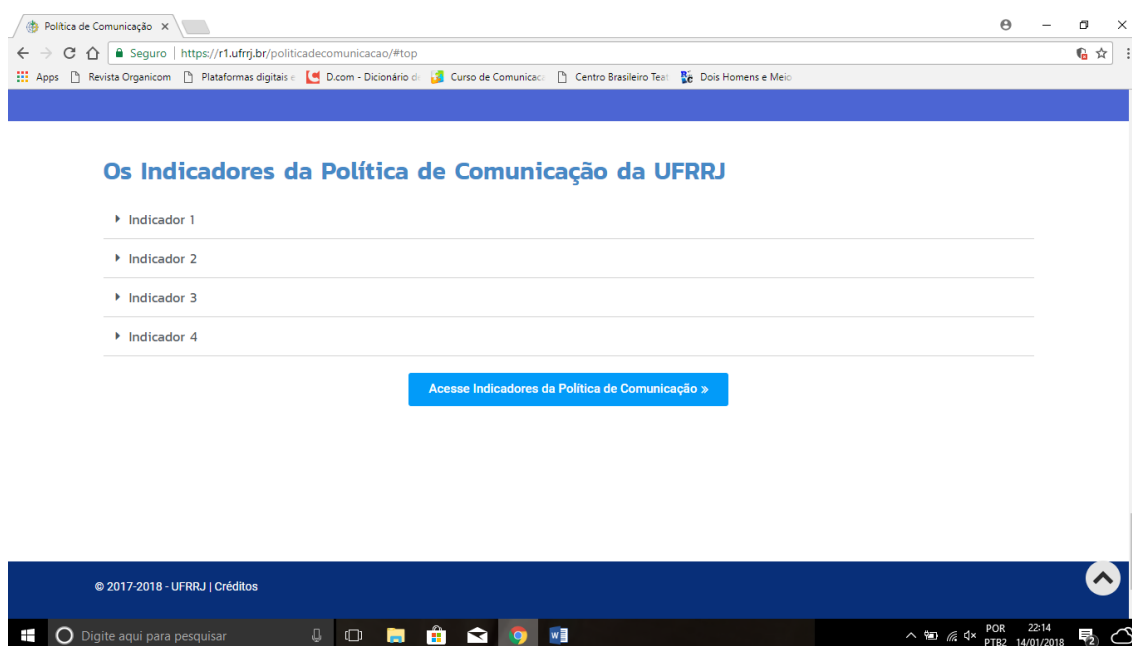 Política de Comunicação
Seguro | https://r1.ufrrj.br/politicadecomunicacao/#top
Apps Revista Organicom Plataformas digitais e D.com - Dicionário d Curso de Comunicaç Centro Brasileiro Teat Dois Homens e Meio
Os Indicadores da Política de Comunicação da UFRRJ
Indicador 1
Indicador 2
Indicador 3
Indicador 4
Acesse Indicadores da Política de Comunicação »
© 2017-2018 - UFRRJ | Créditos
Digite aqui para pesquisar
POR 22:14
PTB2 14/01/2018
2